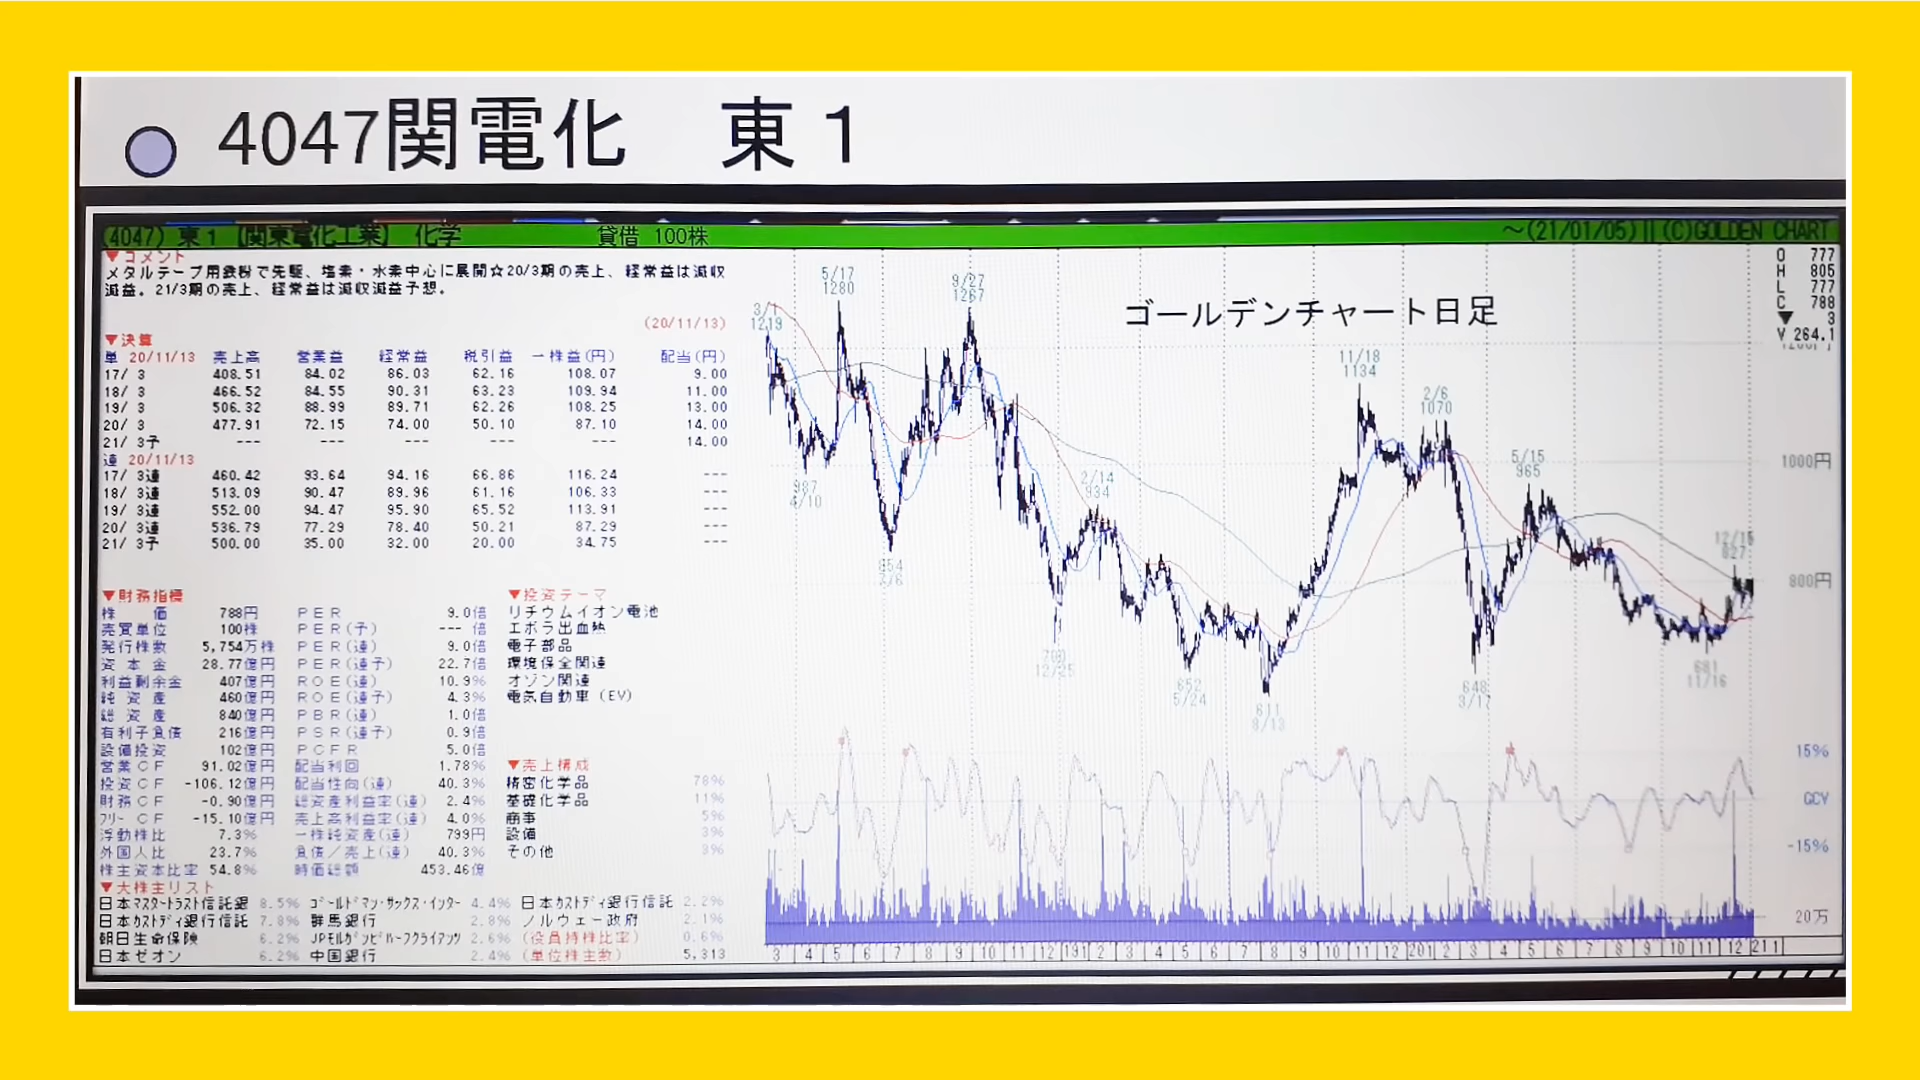 4047関電化　東１
(4047) 東1 【関東電化工業】 化学 貸借 100株 ～(21/01/05) (C)GOLDEN CHART
▼コメント
メタルテープ用鉄粉で先駆、塩素・水素中心に展開☆20/3期の売上、経常益は減収
減益。21/3期の売上、経常益は減収減益予想。
(20/11/13)
▼決算
単 20/11/13 売上高 営業益 経常益 税引益 一株益(円) 配当(円)
17/ 3 408.51 84.02 86.03 62.16 108.07 9.00
18/ 3 466.52 84.55 90.31 63.23 109.94 11.00
19/ 3 506.32 88.99 89.71 62.26 108.25 13.00
20/ 3 477.91 72.15 74.00 50.10 87.10 14.00
21/ 3予 --- --- --- --- --- 14.00
連 20/11/13
17/ 3連 460.42 93.64 94.16 66.86 116.24 ---
18/ 3連 513.09 90.47 89.96 61.16 106.33 ---
19/ 3連 552.00 94.47 95.90 65.52 113.91 ---
20/ 3連 536.79 77.29 78.40 50.21 87.29 ---
21/ 3予 500.00 35.00 32.00 20.00 34.75 ---
▼財務指標
株価 788円 PER 9.0倍
売買単位 100株 PER(予) --- 倍
発行株数 5,754万株 PER(連) 9.0倍
資本金 28.77億円 PER(連予) 22.7倍
利益剰余金 407億円 ROE(連) 10.9%
純資産 460億円 ROE(連予) 4.3%
総資産 840億円 PBR(連) 1.0倍
有利子負債 216億円 PSR(連予) 0.9倍
設備投資 102億円 PCFR 5.0倍
営業CF 91.02億円 配当利回 1.78%
投資CF -106.12億円 配当性向(連) 40.3%
財務CF -0.90億円 総資産利益率(連) 2.4%
ﾌﾘｰ CF -15.10億円 売上高利益率(連) 4.0%
浮動株比 7.3% 一株純資産(連) 799円
外国人比 23.7% 負債／売上(連) 40.3%
株主資本比率 54.8% 時価総額 453.46億
▼投資テーマ
リチウムイオン電池
エボラ出血熱
電子部品
環境保全関連
オゾン関連
電気自動車 (EV)
▼売上構成
精密化学品 78%
基礎化学品 11%
商事 5%
設備 3%
その他 3%
▼大株主リスト
日本ﾏｽﾀｰﾄﾗｽﾄ信託銀 8.5% ｺﾞｰﾙﾄﾞﾏﾝ･ｻｯｸｽ･ｲﾝﾀｰ 4.4% 日本ｶｽﾄﾃﾞｨ銀行信託 2.2%
日本ｶｽﾄﾃﾞｨ銀行信託 7.8% 群馬銀行 2.8% ノルウェー政府 2.1%
朝日生命保険 6.2% 2.6% (役員持株比率) 0.6%
日本ゼオン 6.2% 中国銀行 2.4% (単位株主数) 5,313
ゴールデンチャート日足
O 777
H 805
L 777
C 788
▼ 3
V 264.1
3/1
1219
5/17
1280
9/27
1267
11/18
1134
2/6
1070
5/15
965
2/14
934
987
4/10
854
7/6
12/25
652
5/24
611
8/13
648
3/17
681
11/16
1000円
800円
15%
GCV
-15%
20万
3 4 5 6 7 8 9 10 11 12 191 2 3 4 5 6 7 8 9 10 11 12 201 2 3 4 5 6 7 8 9 10 11 12 21 1